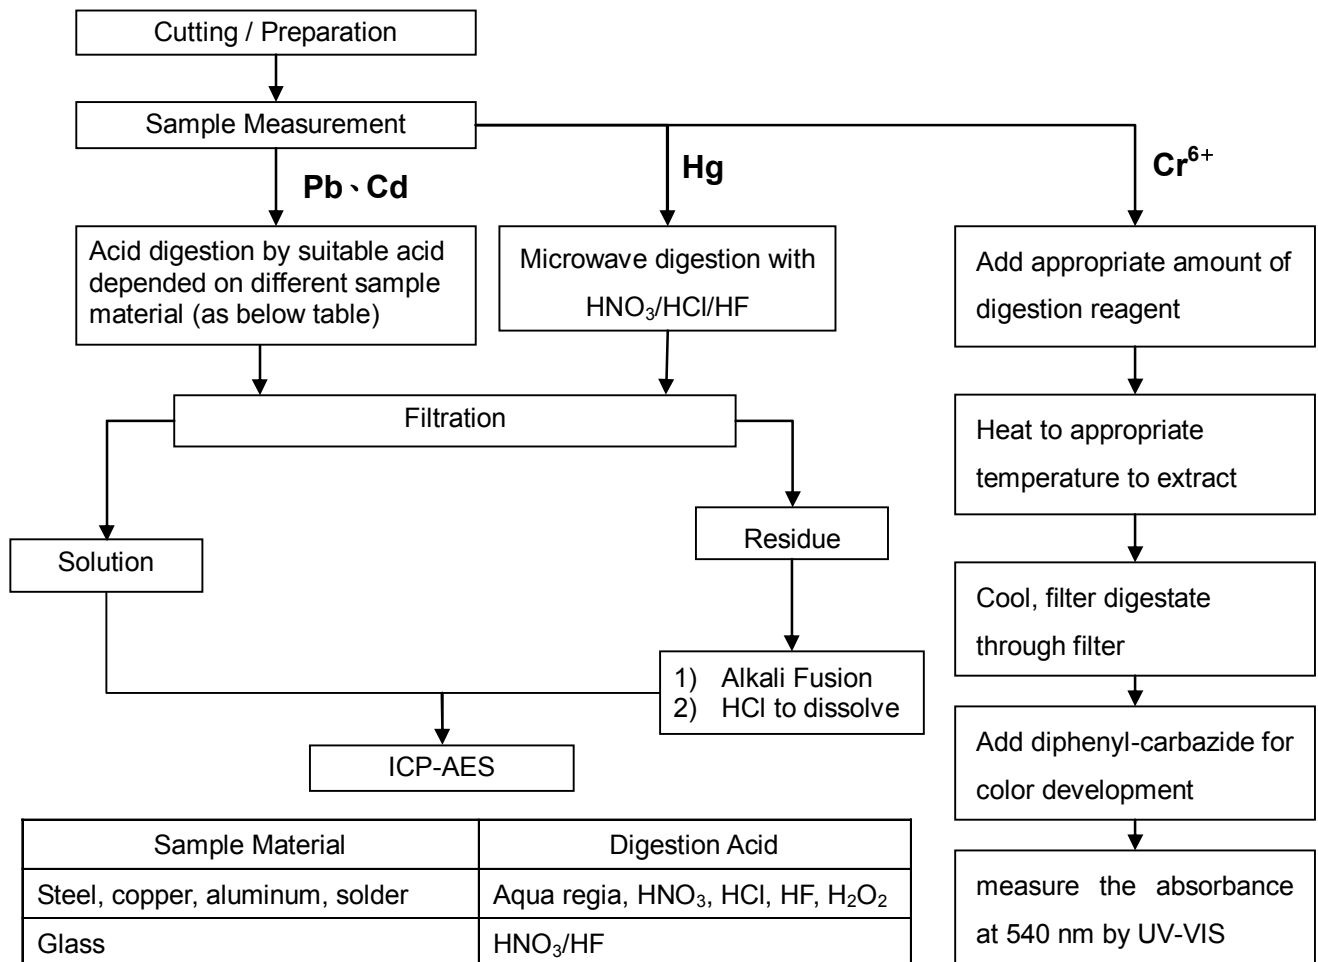 Cutting / Preparation
Sample Measurement
Pb、Cd
Hg
Cr⁶⁺
Acid digestion by suitable acid
depended on different sample
material (as below table)
Microwave digestion with
HNO₃/HCl/HF
Add appropriate amount of
digestion reagent
Filtration
Heat to appropriate
temperature to extract
Solution
Residue
Cool, filter digestate
through filter
1) Alkali Fusion
2) HCl to dissolve
ICP-AES
Add diphenyl-carbazide for
color development
measure the absorbance
at 540 nm by UV-VIS
Sample Material Digestion Acid
Steel, copper, aluminum, solder Aqua regia, HNO₃, HCl, HF, H₂O₂
Glass HNO₃/HF